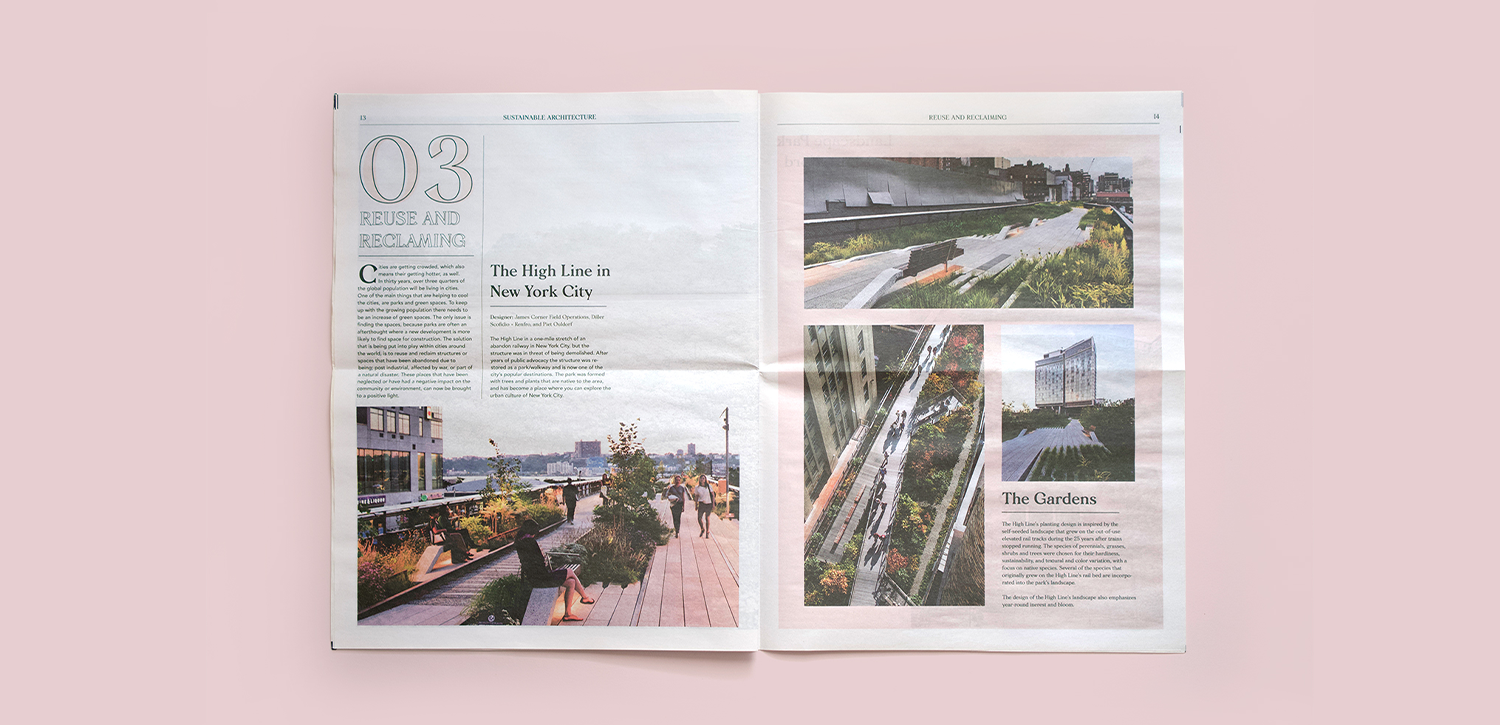 13
SUSTAINABLE ARCHITECTURE
03
REUSE AND
RECLAMING
Cities are getting crowded, which also
means their getting hotter, as well.
In thirty years, over three quarters of
the global population will be living in cities.
One of the main things that are helping to cool
the cities, are parks and green spaces. To keep
up with the growing population there needs to
be an increase of green spaces. The only issue is
finding the spaces, because parks are often an
afterthought where a new development is more
likely to find space for construction. The solution
that is being put into play within cities around
the world, is to reuse and reclaim structures or
spaces that have been abandoned due to
being: post industrial, affected by war, or part of
a natural disaster. These places that have been
neglected or have had a negative impact on the
community or environment, can now be brought
to a positive light.
The High Line in
New York City
Designer: James Corner Field Operations, Diller
Scofidio + Renfro, and Piet Oudolf
The High Line in a one-mile stretch of an
abandon railway in New York City, but the
structure was in threat of being demolished. After
years of public advocacy the structure was re-
stored as a park/walkway and is now one of the
city's popular destinations. The park was formed
with trees and plants that are native to the area,
and has become a place where you can explore the
urban culture of New York City.
REUSE AND RECLAIMING
14
The Gardens
The High Line's planting design is inspired by the
self-seeded landscape that grew on the out-of-use
elevated rail tracks during the 25 years after trains
stopped running. The species of perennials, grasses,
shrubs and trees were chosen for their hardiness,
sustainability, and textural and color variation, with a
focus on native species. Several of the species that
originally grew on the High Line's rail bed are incorpo-
rated into the park's landscape.
The design of the High Line's landscape also emphasizes
year-round interest and bloom.